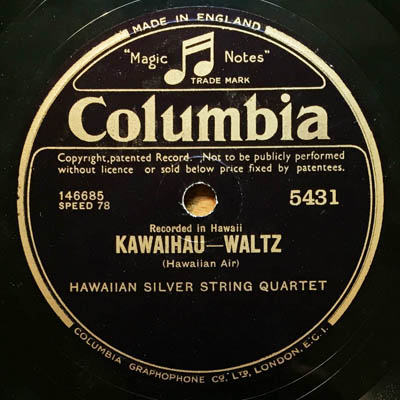 MADE IN ENGLAND
"Magic Notes"
TRADE MARK
Columbia
Copyright, patented Record. Not to be publicly performed
without licence or sold below price fixed by patentees.
146685 5431
SPEED 78
Recorded in Hawaii
KAWAIHAU—WALTZ
(Hawaiian Air)
HAWAIIAN SILVER STRING QUARTET
COLUMBIA GRAPHOPHONE CO. LTD, LONDON, E.C.1.